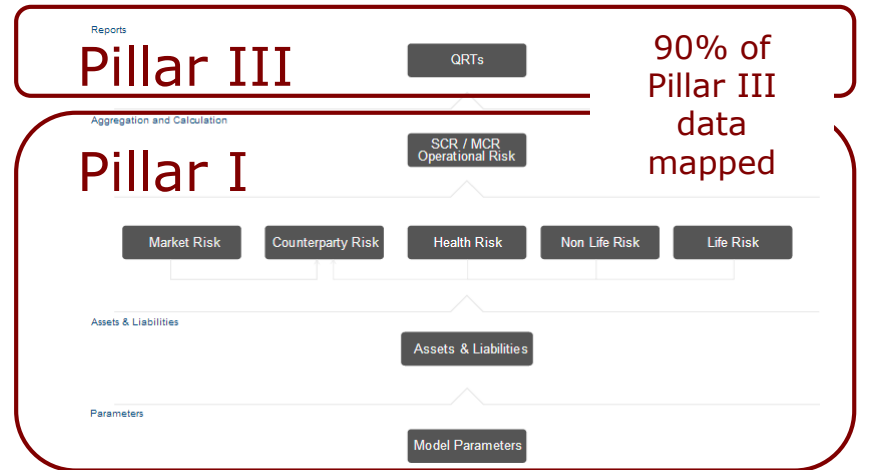 Reports
Pillar III
QRTs
90% of
Pillar III
data
mapped
Aggregation and Calculation
Pillar I
SCR / MCR
Operational Risk
Market Risk
Counterparty Risk
Health Risk
Non Life Risk
Life Risk
Assets & Liabilities
Assets & Liabilities
Parameters
Model Parameters